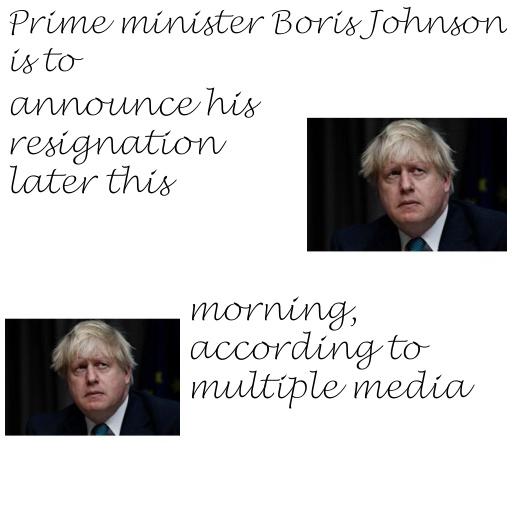 Prime minister Boris Johnson
is to
announce his
resignation
later this
morning,
according to
multiple media